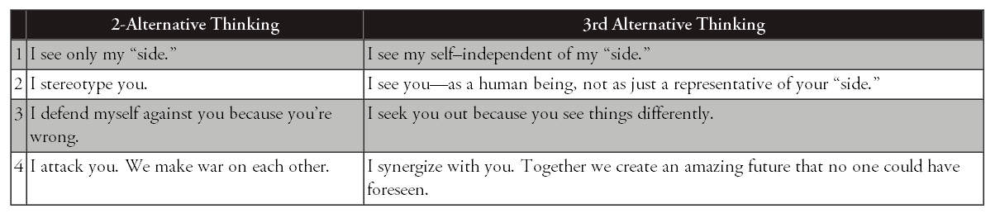 2-Alternative Thinking 3rd Alternative Thinking
1 I see only my “side.” I see my self–independent of my “side.”
2 I stereotype you. I see you—as a human being, not as just a representative of your “side.”
3 I defend myself against you because you’re I seek you out because you see things differently.
wrong.
4 I attack you. We make war on each other. I synergize with you. Together we create an amazing future that no one could have
foreseen.